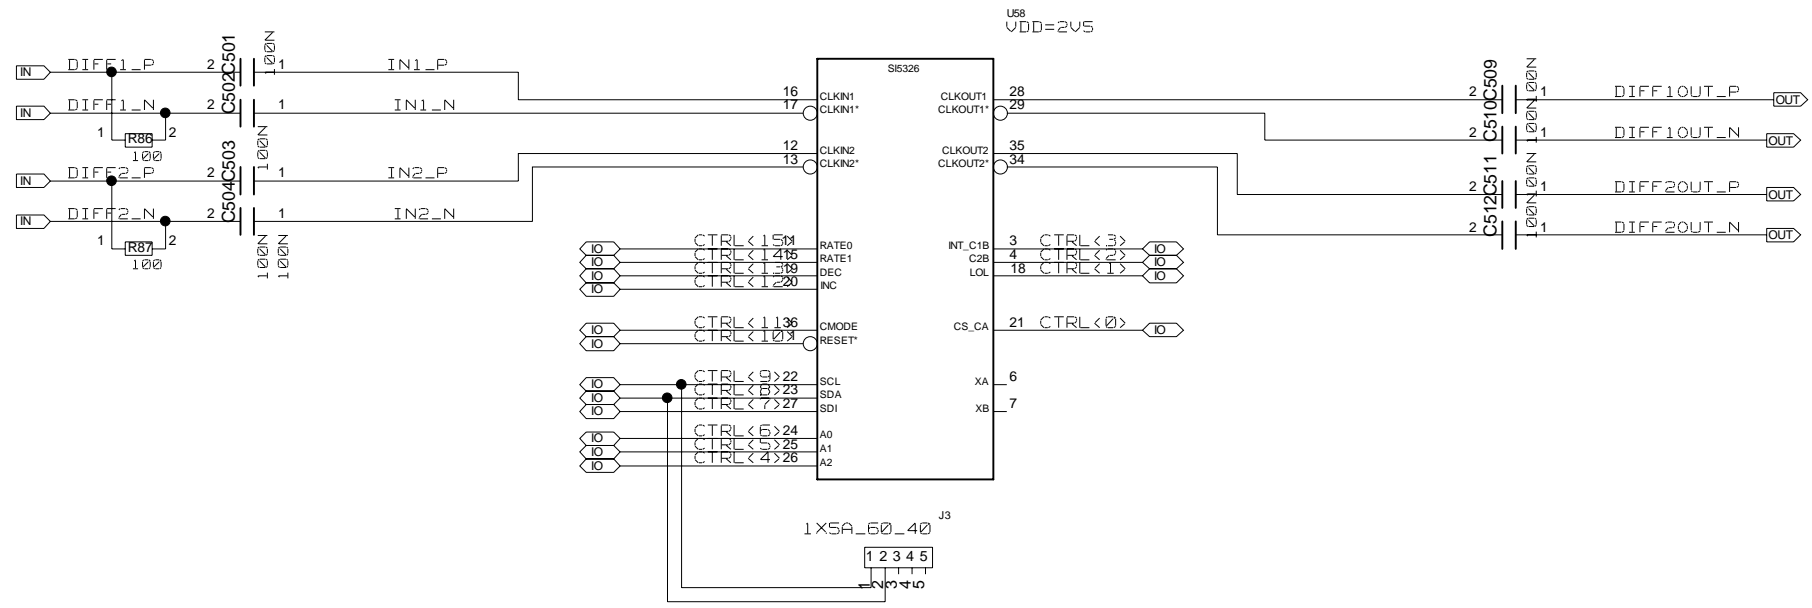 U58
VDD=2V5
SI5326
IN DIFF1_P 2 C501 100N 1 IN1_P 16 CLKIN1
IN DIFF1_N 2 C502 1 IN1_N 17 CLKIN1*
1 R86 2
100
100N
12 CLKIN2
13 CLKIN2*
IN DIFF2_P 2 C503 1 IN2_P
IN DIFF2_N 2 C504 1 IN2_N
1 R87 2
100
100N 100N
CLKOUT1 28 2 C509 100N 1 DIFF1OUT_P OUT
CLKOUT1* 29 2 C510 100N 1 DIFF1OUT_N OUT
CLKOUT2 35 2 C511 100N 1 DIFF2OUT_P OUT
CLKOUT2* 34 2 C512 100N 1 DIFF2OUT_N OUT
IO CTRL<15> 11 RATE0
IO CTRL<14> 15 RATE1
IO CTRL<13> 19 DEC
IO CTRL<12> 20 INC
IO CTRL<11> 36 CMODE
IO CTRL<10> 1 RESET*
IO CTRL<9> 22 SCL
IO CTRL<8> 23 SDA
IO CTRL<7> 27 SDI
IO CTRL<6> 24 A0
IO CTRL<5> 25 A1
IO CTRL<4> 26 A2
INT_C1B 3 CTRL<3> IO
C2B 4 CTRL<2> IO
LOL 18 CTRL<1> IO
CS_CA 21 CTRL<0> IO
XA 6
XB 7
J3
1X5A_60_40
1 2 3 4 5
1 2 3 4 5